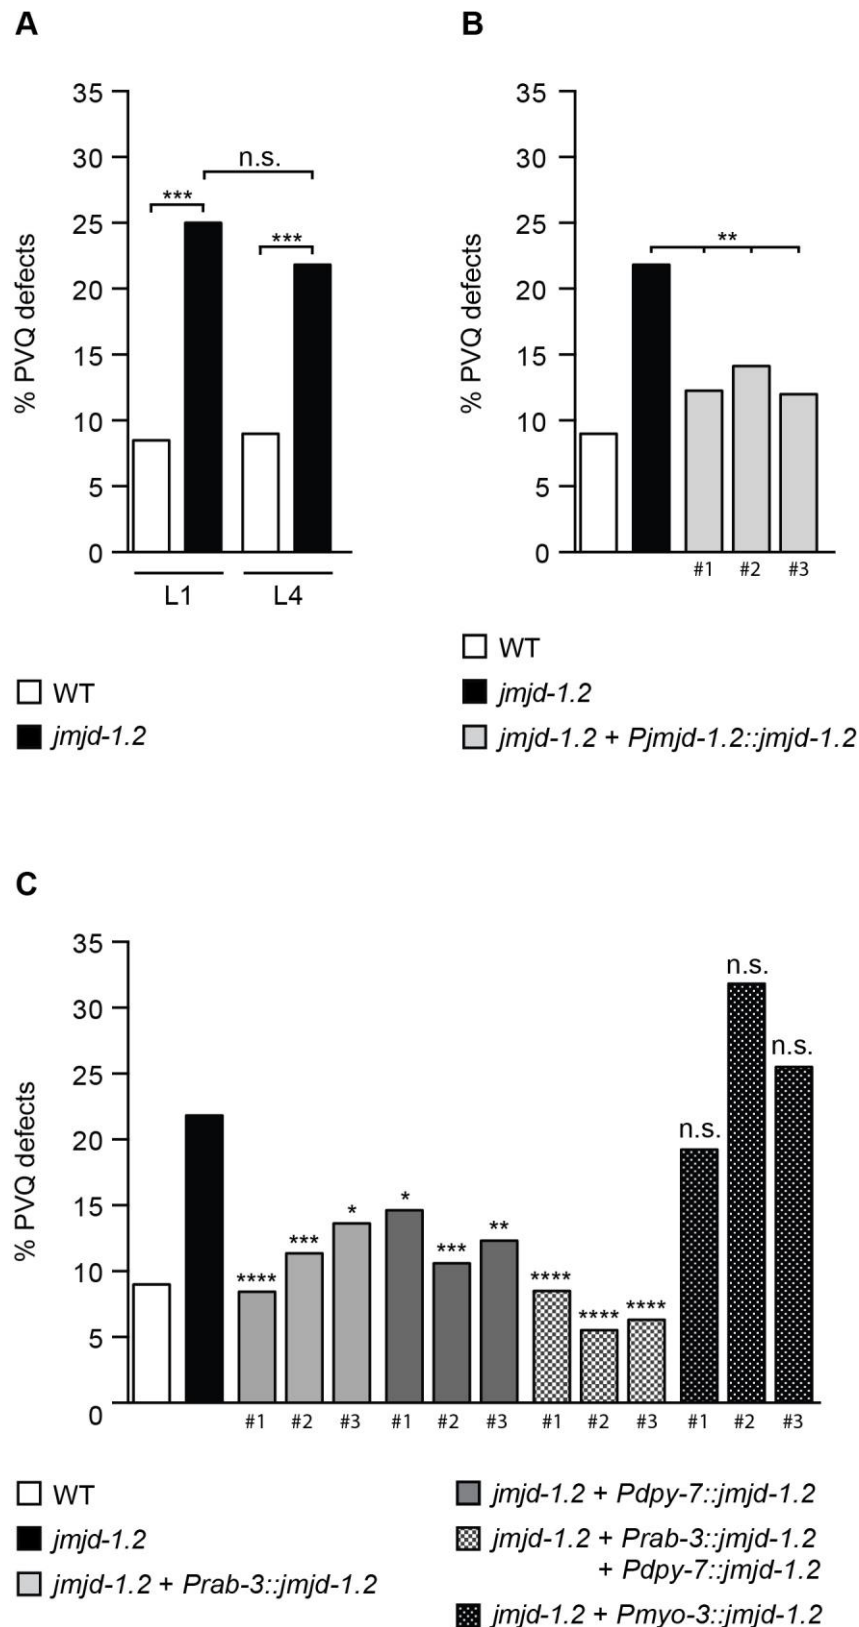 A
35
30
25
20
15
10
5
0
% PVQ defects
n.s.
***
***
L1
L4
WT
jmjd-1.2
B
35
30
25
20
15
10
5
0
% PVQ defects
**
#1 #2 #3
WT
jmjd-1.2
jmjd-1.2 + Pjmjd-1.2::jmjd-1.2
C
35
30
25
20
15
10
5
0
% PVQ defects
****
***
*
*
***
**
****
****
****
n.s.
n.s.
n.s.
#1 #2 #3 #1 #2 #3 #1 #2 #3 #1 #2 #3
WT
jmjd-1.2
jmjd-1.2 + Prab-3::jmjd-1.2
jmjd-1.2 + Pdpy-7::jmjd-1.2
jmjd-1.2 + Prab-3::jmjd-1.2
+ Pdpy-7::jmjd-1.2
jmjd-1.2 + Pmyo-3::jmjd-1.2